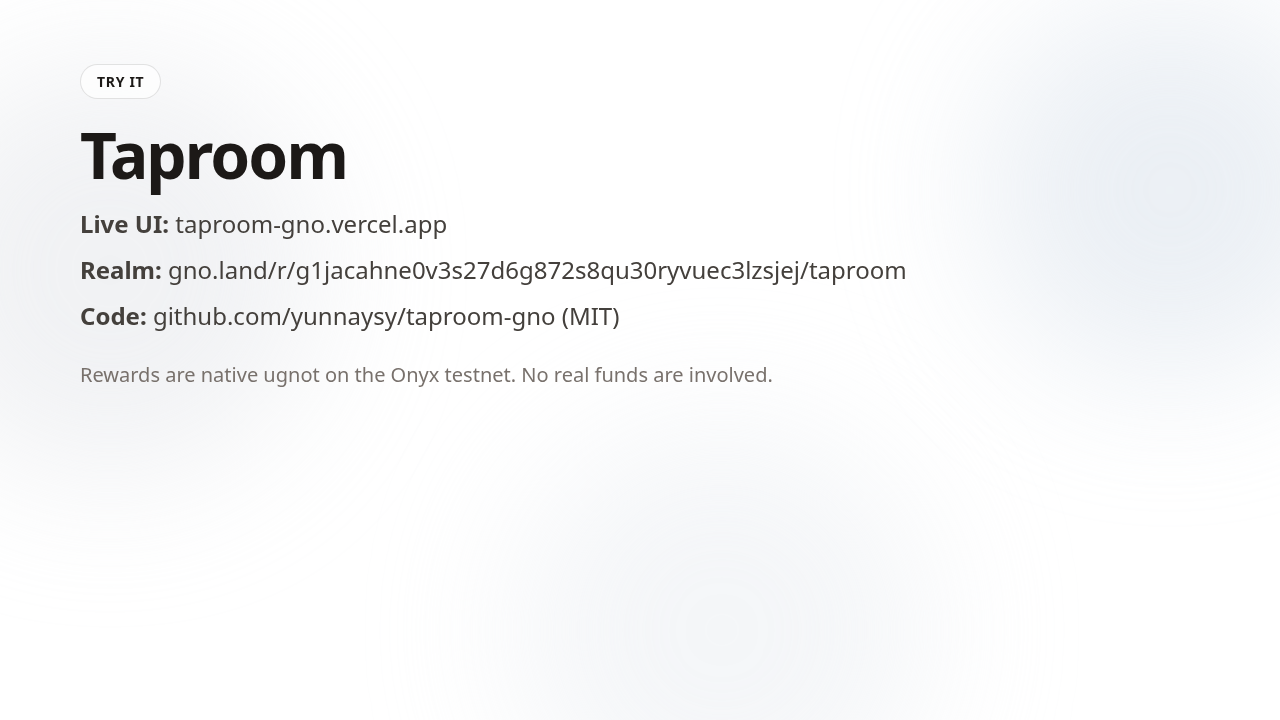 TRY IT
Taproom
Live UI: taproom-gno.vercel.app
Realm: gno.land/r/g1jacahne0v3s27d6g872s8qu30ryvuec3lzsjej/taproom
Code: github.com/yunnaysy/taproom-gno (MIT)
Rewards are native ugnot on the Onyx testnet. No real funds are involved.